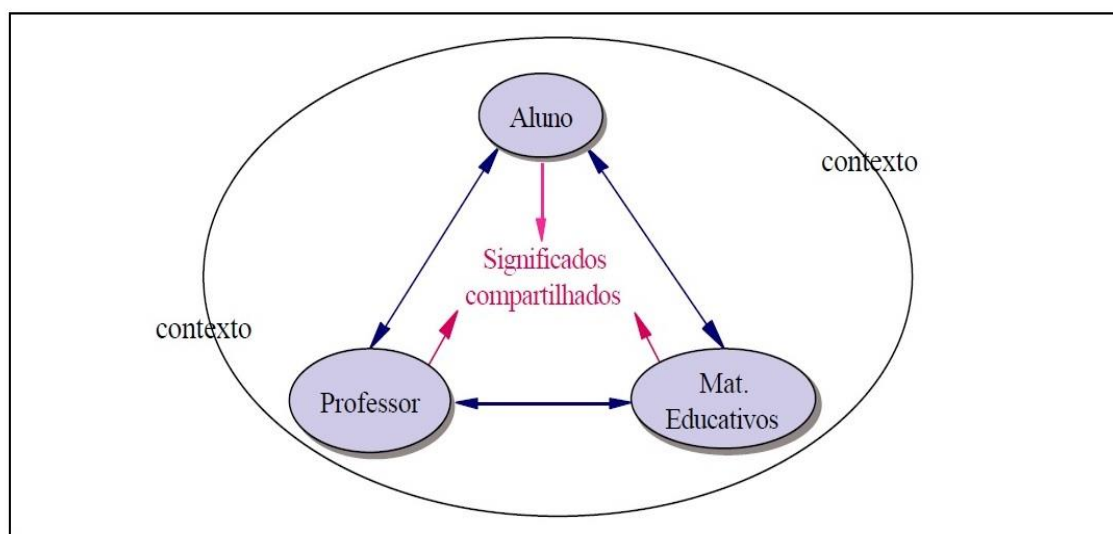 Aluno
contexto
Significados
compartilhados
contexto
Professor
Mat.
Educativos